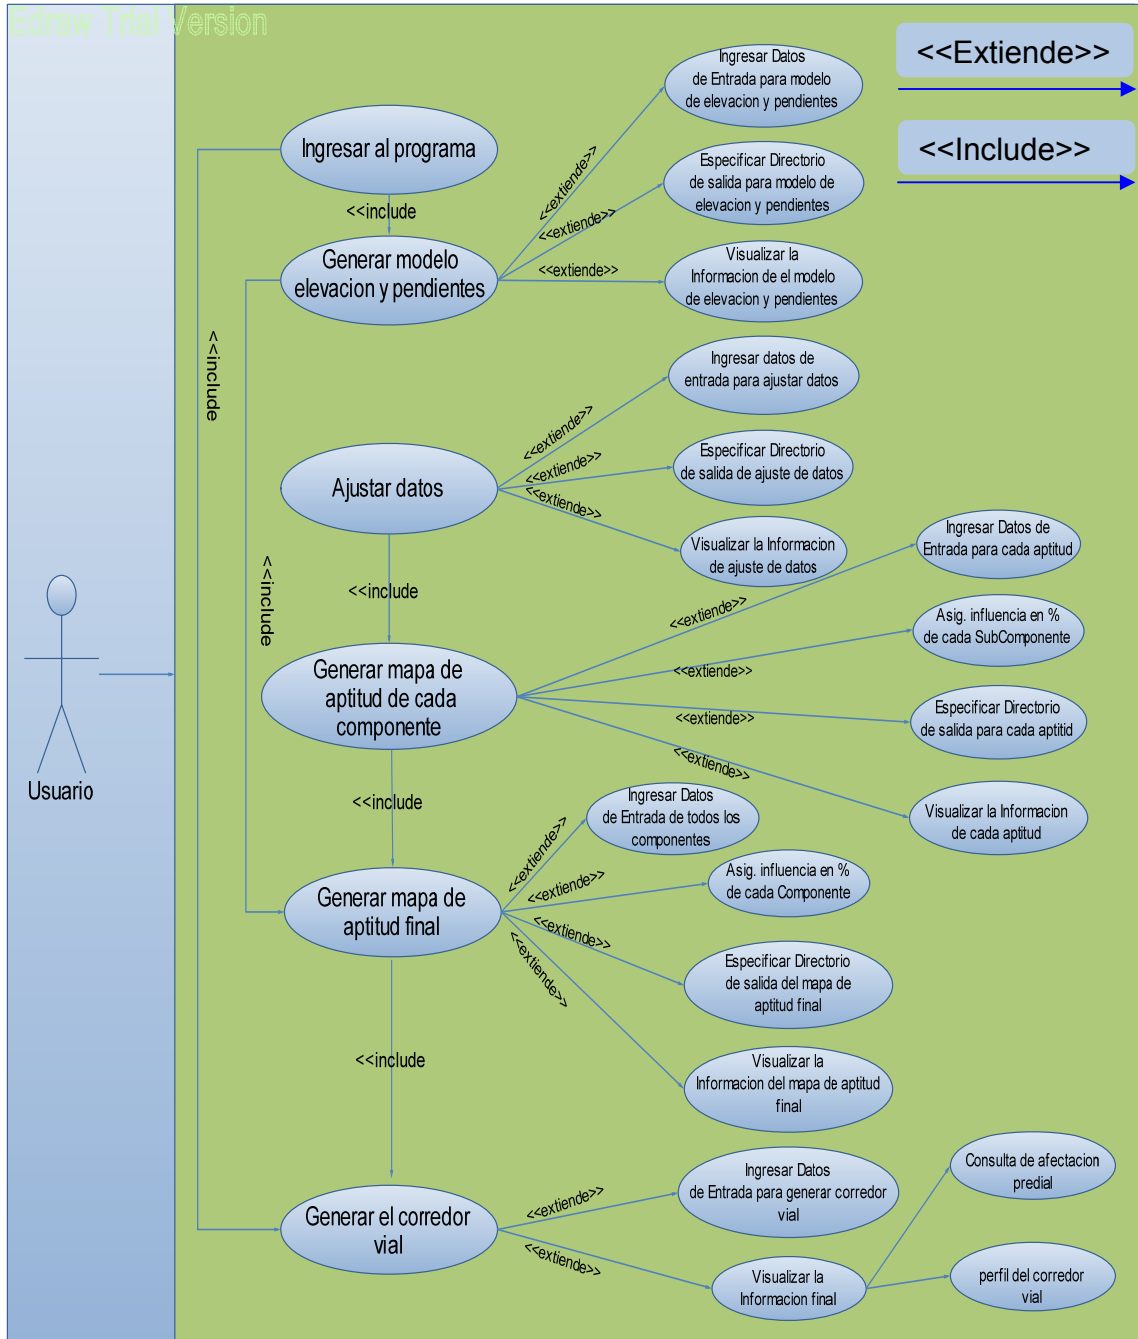 Edraw Trial Version
<<Extiende>>
<<Include>>
Ingresar Datos
de Entrada para modelo
de elevacion y pendientes
Ingresar al programa
<<extiende>>
Especificar Directorio
de salida para modelo de
elevacion y pendientes
<<include
<<extiende>>
Generar modelo
elevacion y pendientes
<<extiende>>
Visualizar la
Informacion de el modelo
de elevacion y pendientes
<<include
Ingresar datos de
entrada para ajustar datos
<<extiende>>
Ajustar datos
<<extiende>>
Especificar Directorio
de salida de ajuste de datos
<<extiende>>
Visualizar la Informacion
de ajuste de datos
Ingresar Datos de
Entrada para cada aptitud
<<include
<<include
<<extiende>>
Asig. influencia en %
de cada SubComponente
Generar mapa de
aptitud de cada
componente
<<extiende>>
<<extiende>>
Especificar Directorio
de salida para cada aptitid
<<extiende>>
Usuario
<<include
Ingresar Datos
de Entrada de todos los
componentes
Visualizar la Informacion
de cada aptitud
<<extiende>>
Generar mapa de
aptitud final
<<extiende>>
Asig. influencia en %
de cada Componente
<<extiende>>
<<extiende>>
Especificar Directorio
de salida del mapa de
aptitud final
<<include
Visualizar la
Informacion del mapa de aptitud
final
Ingresar Datos
de Entrada para generar corredor
vial
Consulta de afectacion
predial
Generar el corredor
vial
<<extiende>>
<<extiende>>
Visualizar la
Informacion final
perfil del corredor
vial